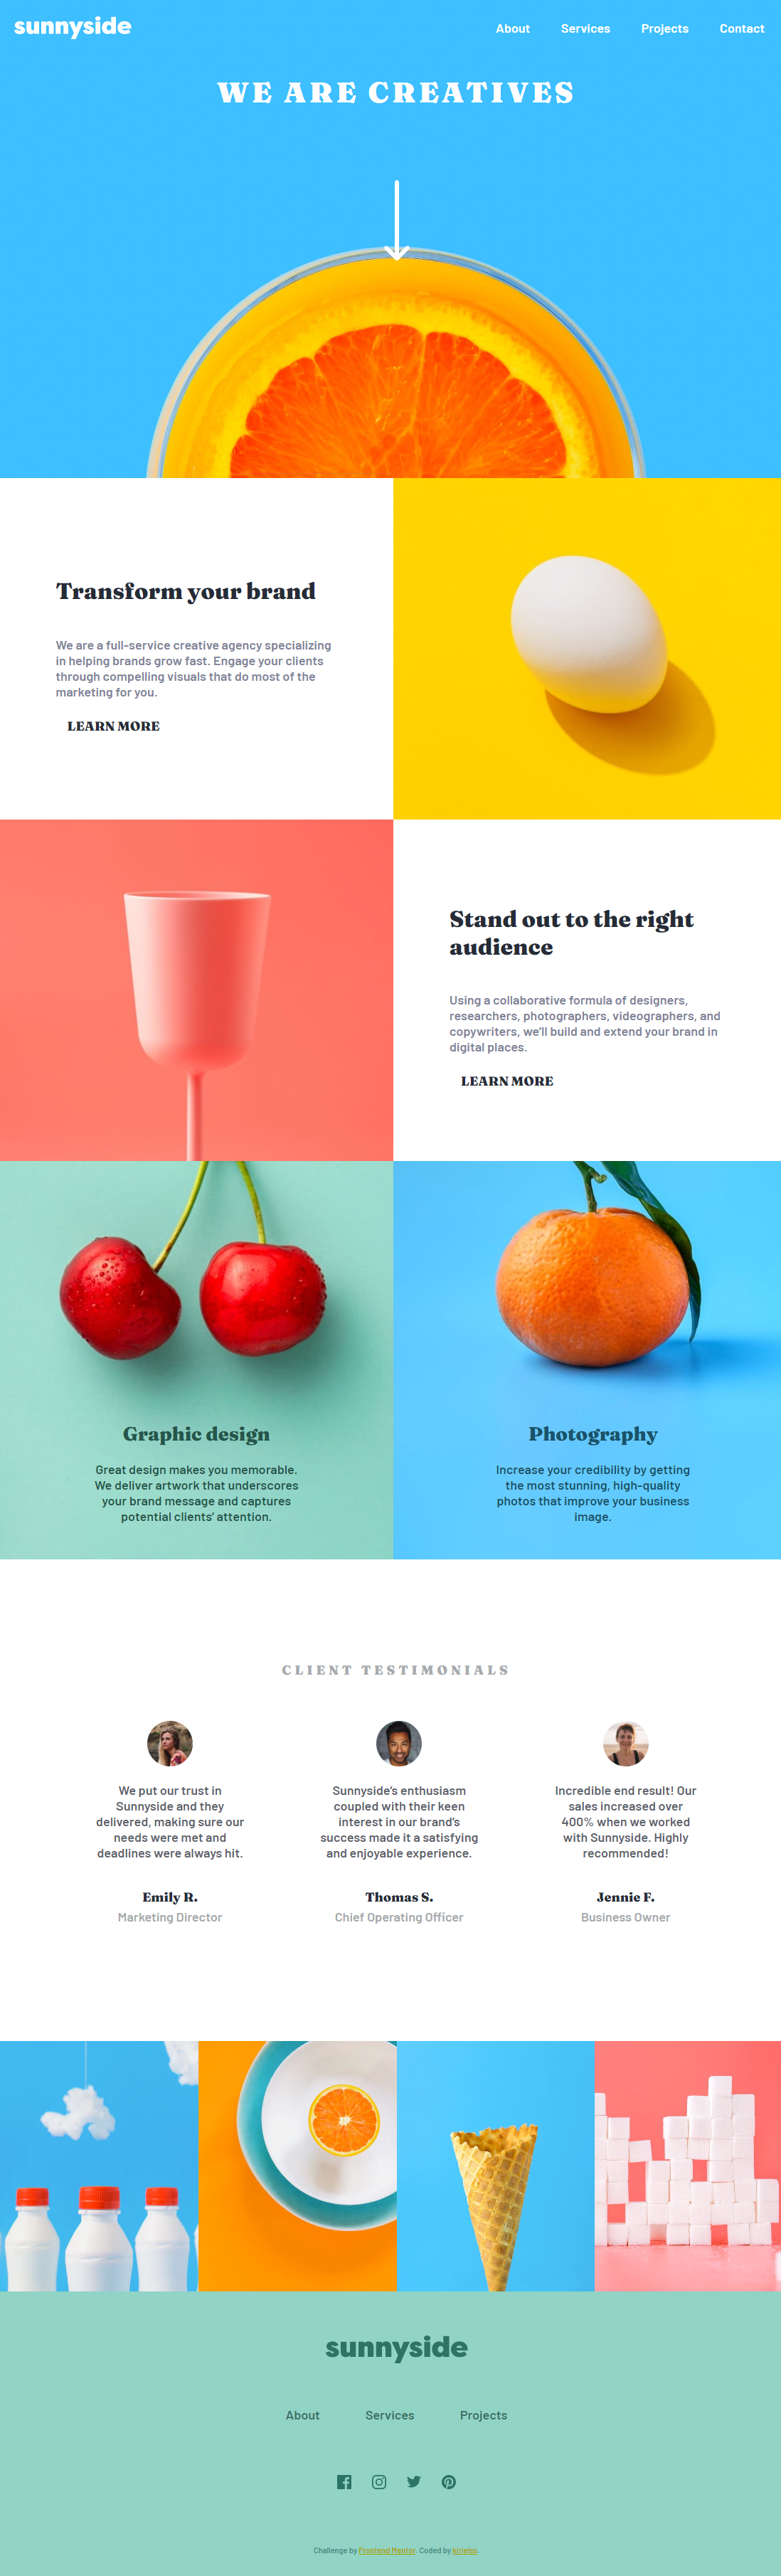 sunnyside
About Services Projects Contact
WE ARE CREATIVES
Transform your brand
We are a full-service creative agency specializing
in helping brands grow fast. Engage your clients
through compelling visuals that do most of the
marketing for you.
LEARN MORE
Stand out to the right
audience
Using a collaborative formula of designers,
researchers, photographers, videographers, and
copywriters, we’ll build and extend your brand in
digital places.
LEARN MORE
Graphic design
Great design makes you memorable.
We deliver artwork that underscores
your brand message and captures
potential clients’ attention.
Photography
Increase your credibility by getting
the most stunning, high-quality
photos that improve your business
image.
CLIENT TESTIMONIALS
We put our trust in
Sunnyside and they
delivered, making sure our
needs were met and
deadlines were always hit.
Emily R.
Marketing Director
Sunnyside’s enthusiasm
coupled with their keen
interest in our brand’s
success made it a satisfying
and enjoyable experience.
Thomas S.
Chief Operating Officer
Incredible end result! Our
sales increased over
400% when we worked
with Sunnyside. Highly
recommended!
Jennie F.
Business Owner
sunnyside
About Services Projects
Challenge by Frontend Mentor. Coded by